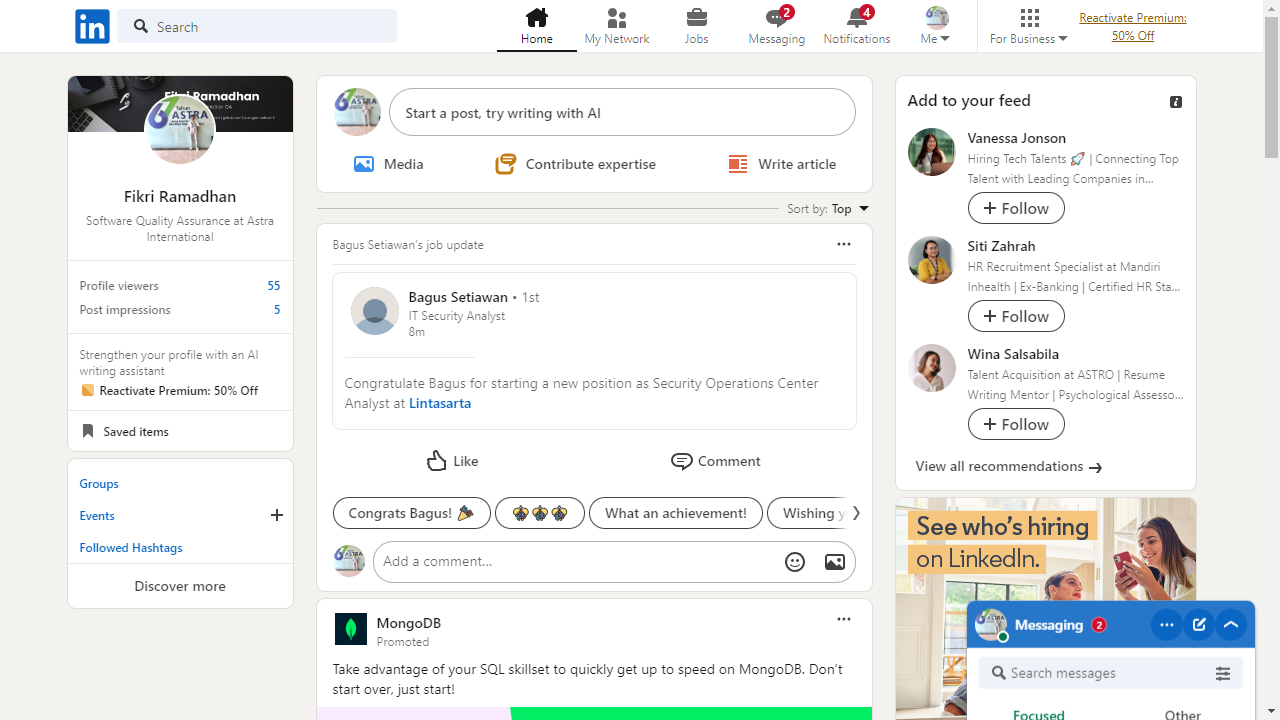 in
Search
Home
My Network
Jobs
2
Messaging
4
Notifications
Me
For Business
Reactivate Premium:
50% Off
Fikri Ramadhan
67 Tahun
ASTRA
Fikri Ramadhan
Software Quality Assurance at Astra
International
Profile viewers 55
Post impressions 5
Strengthen your profile with an AI
writing assistant
Reactivate Premium: 50% Off
Saved items
Groups
Events
Followed Hashtags
Discover more
Start a post, try writing with AI
Media
Contribute expertise
Write article
Sort by: Top
Bagus Setiawan's job update
Bagus Setiawan • 1st
IT Security Analyst
8m
Congratulate Bagus for starting a new position as Security Operations Center
Analyst at Lintasarta
Like
Comment
Congrats Bagus!
What an achievement!
Wishing
Add a comment...
MongoDB
Promoted
Take advantage of your SQL skillset to quickly get up to speed on MongoDB. Don't
start over, just start!
Add to your feed
Vanessa Jonson
Hiring Tech Talents 🚀 | Connecting Top
Talent with Leading Companies in...
Follow
Siti Zahrah
HR Recruitment Specialist at Mandiri
Inhealth | Ex-Banking | Certified HR Sta...
Follow
Wina Salsabila
Talent Acquisition at ASTRO | Resume
Writing Mentor | Psychological Assesso...
Follow
View all recommendations
See who's hiring
on LinkedIn.
Messaging 2
Search messages
Focused
Other